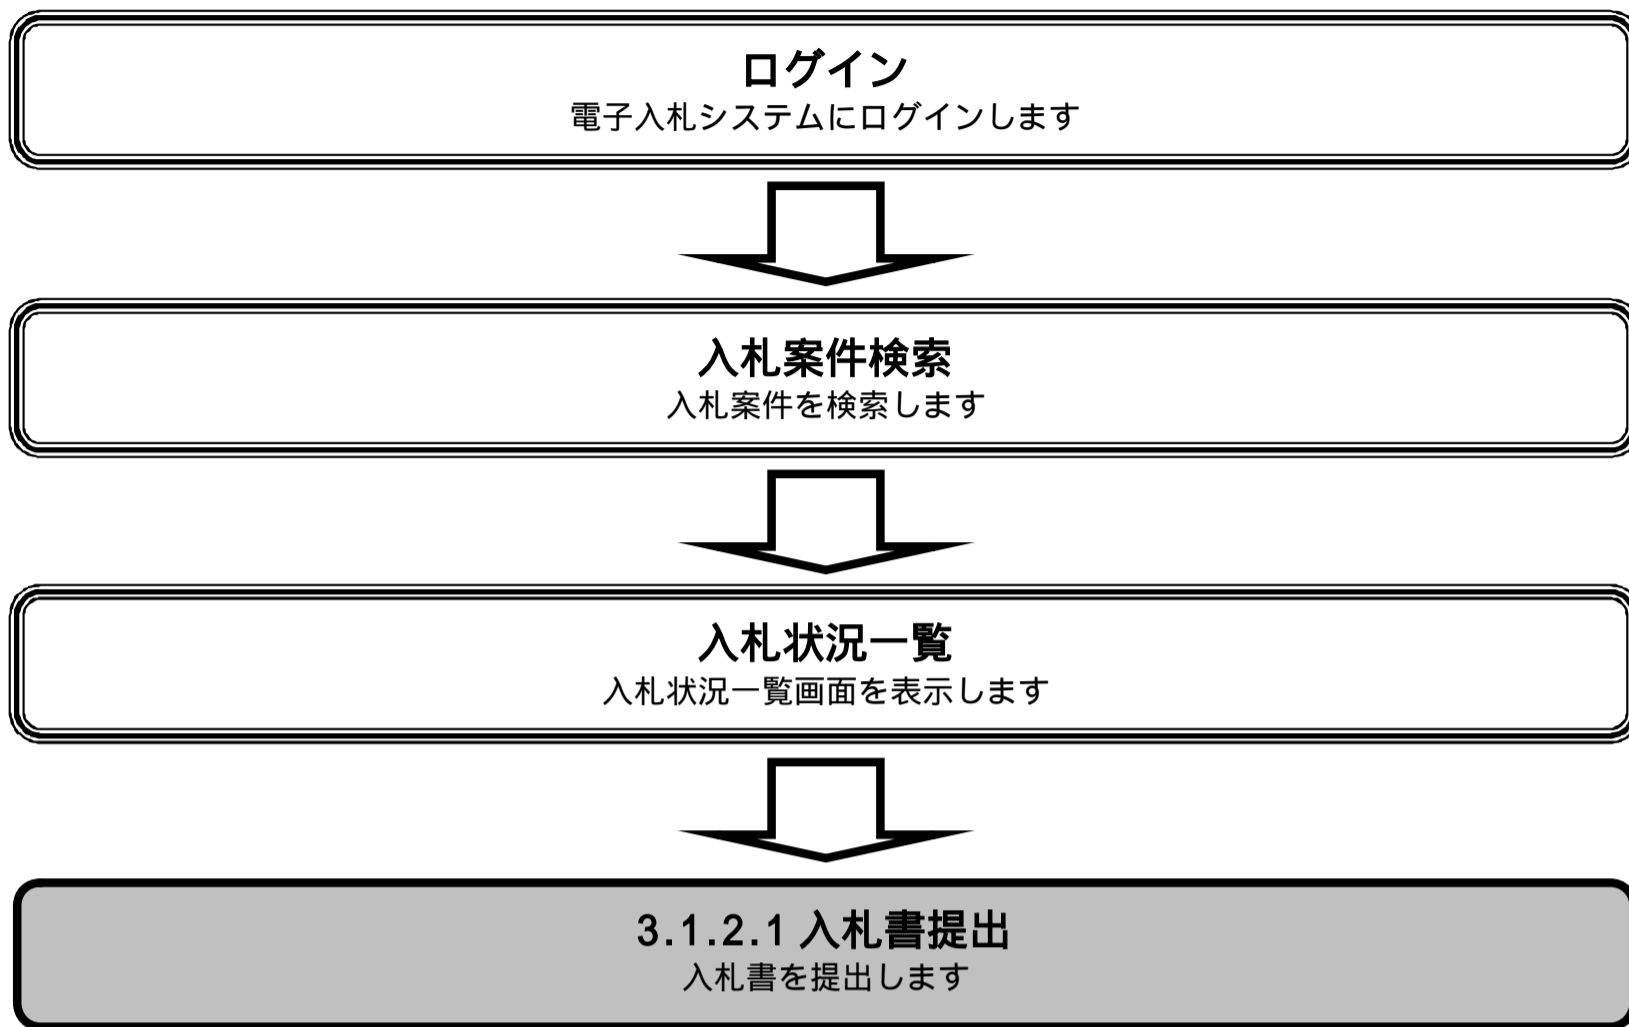 ログイン
電子入札システムにログインします
入札案件検索
入札案件を検索します
入札状況一覧
入札状況一覧画面を表示します
3.1.2.1 入札書提出
入札書を提出します